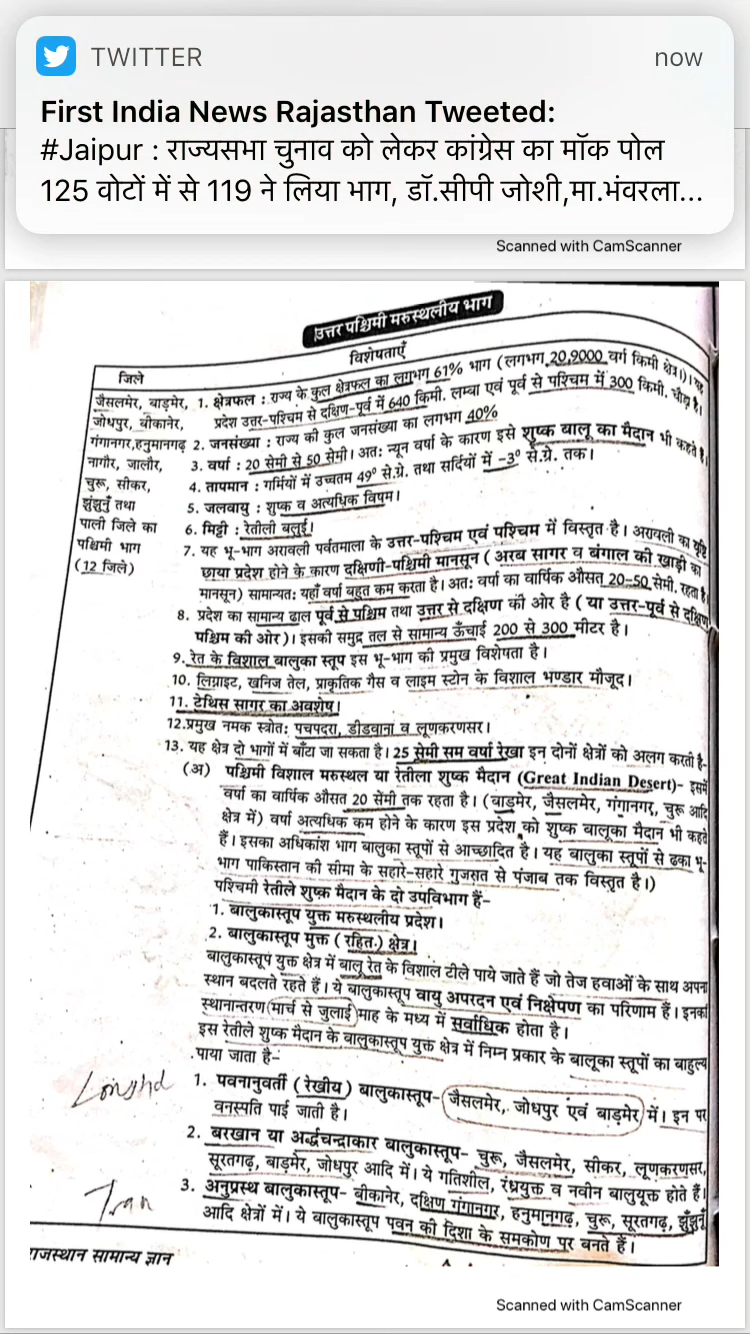 TWITTER
now
First India News Rajasthan Tweeted:
#Jaipur : राज्यसभा चुनाव को लेकर कांग्रेस का मॉक पोल
125 वोटों में से 119 ने लिया भाग, डॉ.सीपी जोशी,मा.भंवरला...
Scanned with CamScanner
उत्तर पश्चिमी मरुस्थलीय भाग
जिले
विशेषताएँ
जैसलमेर, बाड़मेर,
जोधपुर, बीकानेर,
गंगानगर,हनुमानगढ़
नागौर, जालौर,
चुरू, सीकर,
झुंझुनूँ तथा
पाली जिले का
पश्चिमी भाग
(12 जिले)
1. क्षेत्रफल : राज्य के कुल क्षेत्रफल का लगभग 61% भाग (लगभग 20,9000 वर्ग किमी क्षेत्र।)। यह
प्रदेश उत्तर-पश्चिम से दक्षिण-पूर्व में 640 किमी. लम्बा एवं पूर्व से पश्चिम में 300 किमी. चौड़ा है।
2. जनसंख्या : राज्य की कुल जनसंख्या का लगभग 40%
3. वर्षा : 20 सेमी से 50 सेमी। अत: न्यून वर्षा के कारण इसे शुष्क बालू का मैदान भी कहते हैं।
4. तापमान : गर्मियों में उच्चतम 49° से.ग्रे. तथा सर्दियों में -3° से.ग्रे. तक।
5. जलवायु : शुष्क व अत्यधिक विषम।
6. मिट्टी : रेतीली बलुई।
7. यह भू-भाग अरावली पर्वतमाला के उत्तर-पश्चिम एवं पश्चिम में विस्तृत है। अरावली का वृष्टि
छाया प्रदेश होने के कारण दक्षिणी-पश्चिमी मानसून ( अरब सागर व बंगाल की खाड़ी का
मानसून) सामान्यत: यहाँ वर्षा बहुत कम करता है। अत: वर्षा का वार्षिक औसत 20-50 सेमी. रहता है।
8. प्रदेश का सामान्य ढाल पूर्व से पश्चिम तथा उत्तर से दक्षिण की ओर है ( या उत्तर-पूर्व से दक्षिण
पश्चिम की ओर)। इसकी समुद्र तल से सामान्य ऊँचाई 200 से 300 मीटर है।
9. रेत के विशाल बालुका स्तूप इस भू-भाग की प्रमुख विशेषता है।
10. लिग्नाइट, खनिज तेल, प्राकृतिक गैस व लाइम स्टोन के विशाल भण्डार मौजूद।
11. टेथिस सागर का अवशेष।
12.प्रमुख नमक स्त्रोत: पचपदरा, डीडवाना व लूणकरणसर।
13. यह क्षेत्र दो भागों में बाँटा जा सकता है। 25 सेमी सम वर्षा रेखा इन दोनों क्षेत्रों को अलग करती है-
(अ) पश्चिमी विशाल मरुस्थल या रेतीला शुष्क मैदान (Great Indian Desert)- इसमें
वर्षा का वार्षिक औसत 20 सेमी तक रहता है। (बाड़मेर, जैसलमेर, गंगानगर, चुरू आदि
क्षेत्र में) वर्षा अत्यधिक कम होने के कारण इस प्रदेश को शुष्क बालूका मैदान भी कहते
हैं। इसका अधिकांश भाग बालुका स्तूपों से आच्छादित है। यह बालुका स्तूपों से ढका भू-
भाग पाकिस्तान की सीमा के सहारे-सहारे गुजरात से पंजाब तक विस्तृत है।)
पश्चिमी रेतीले शुष्क मैदान के दो उपविभाग हैं-
1. बालुकास्तूप युक्त मरुस्थलीय प्रदेश।
2. बालुकास्तूप मुक्त ( रहित ) क्षेत्र।
बालुकास्तूप युक्त क्षेत्र में बालू रेत के विशाल टीले पाये जाते हैं जो तेज हवाओं के साथ अपना
स्थान बदलते रहते हैं। ये बालुकास्तूप वायु अपरदन एवं निक्षेपण का परिणाम हैं। इनका
स्थानान्तरण मार्च से जुलाई माह के मध्य में सर्वाधिक होता है।
इस रेतीले शुष्क मैदान के बालुकास्तूप युक्त क्षेत्र में निम्न प्रकार के बालूका स्तूपों का बाहुल्य
पाया जाता है-
1. पवनानुवर्ती (रेखीय) बालुकास्तूप- जैसलमेर, जोधपुर एवं बाड़मेर में। इन पर
वनस्पति पाई जाती है।
2. बरखान या अर्द्धचन्द्राकार बालुकास्तूप- चुरू, जैसलमेर, सीकर, लूणकरणसर,
सूरतगढ़, बाड़मेर, जोधपुर आदि में। ये गतिशील, रंध्रयुक्त व नवीन बालुयुक्त होते हैं।
3. अनुप्रस्थ बालुकास्तूप- बीकानेर, दक्षिण गंगानगर, हनुमानगढ़, चुरू, सूरतगढ़, झुँझुनूँ
आदि क्षेत्रों में। ये बालुकास्तूप पवन की दिशा के समकोण पर बनते हैं।
राजस्थान सामान्य ज्ञान
Scanned with CamScanner